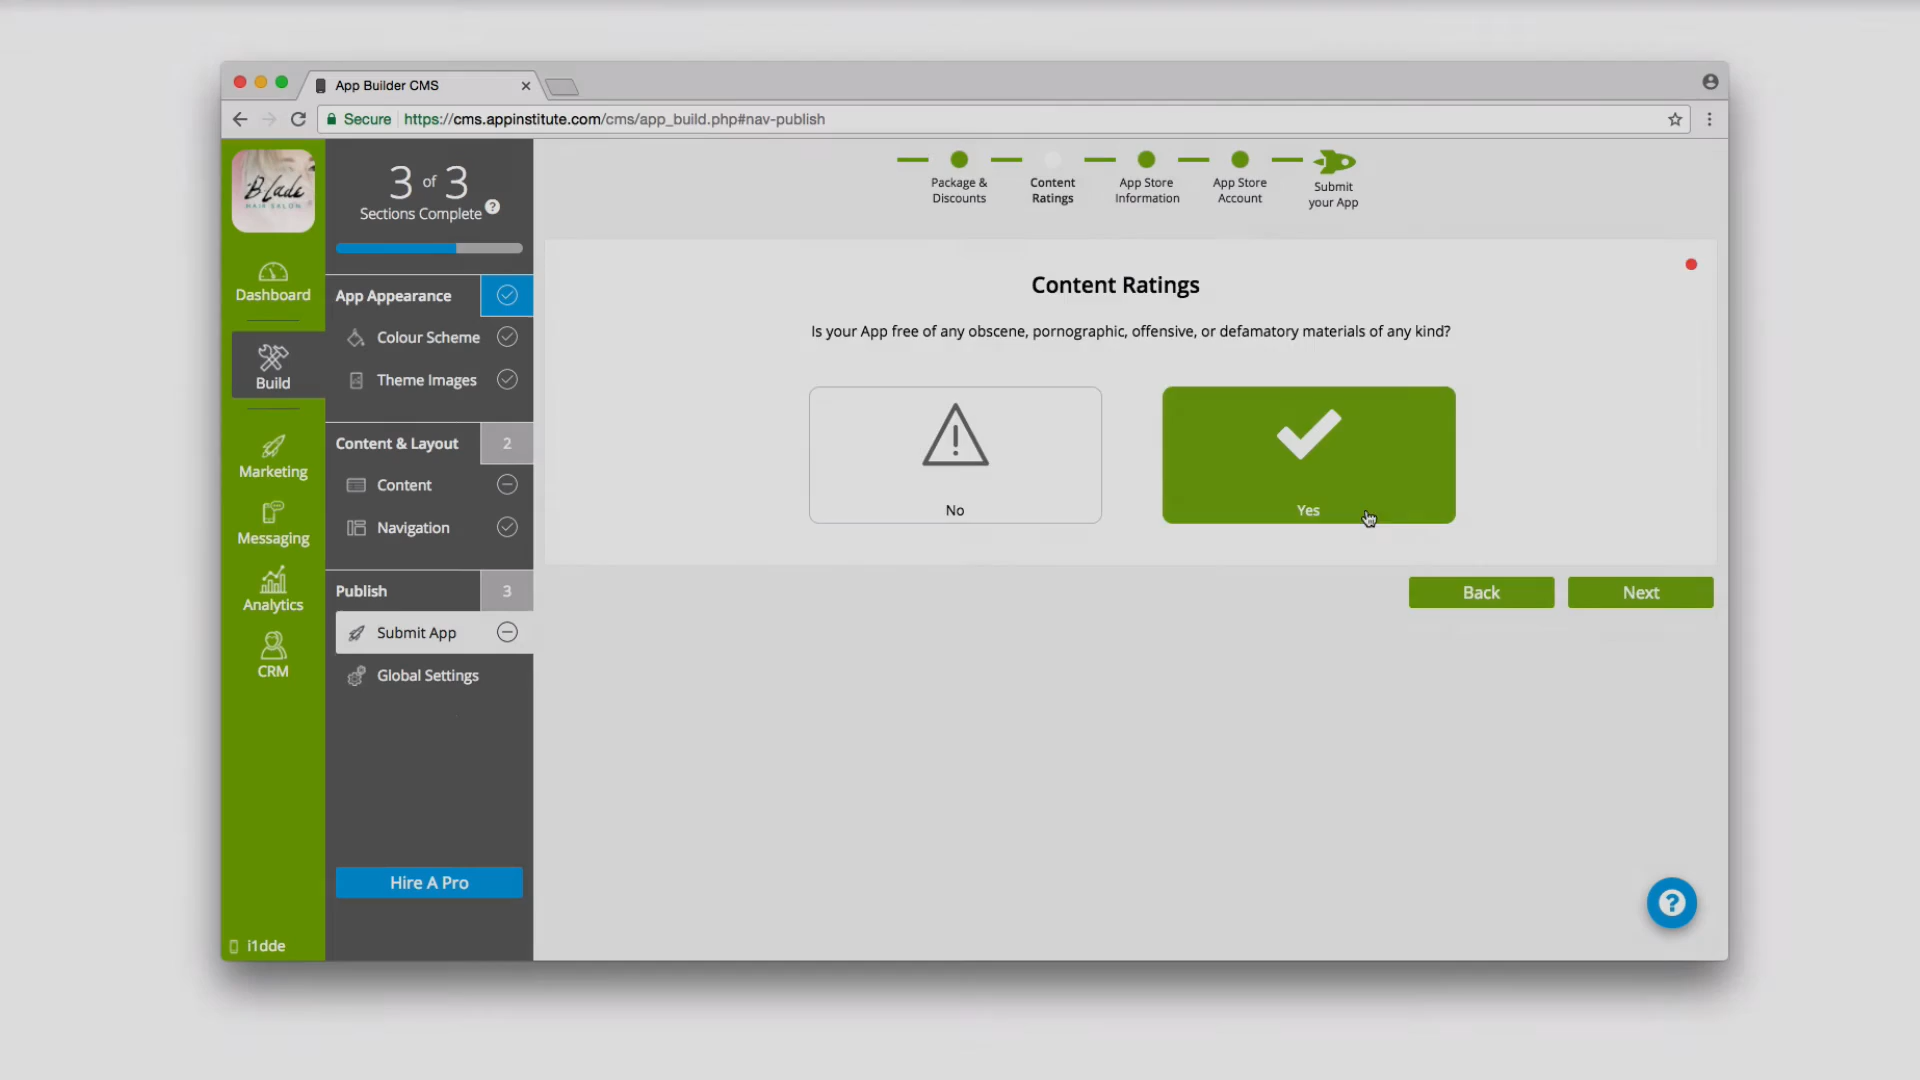 App Builder CMS
Secure
https://cms.appinstitute.com/cms/app_build.php#nav-publish
Blade
HAIR SALON
Dashboard
Build
Marketing
Messaging
Analytics
CRM
i1dde
3 of 3
Sections Complete ?
App Appearance
Colour Scheme
Theme Images
Content & Layout 2
Content
Navigation
Publish 3
Submit App
Global Settings
Hire A Pro
Package &
Discounts
Content
Ratings
App Store
Information
App Store
Account
Submit
your App
Content Ratings
Is your App free of any obscene, pornographic, offensive, or defamatory materials of any kind?
No
Yes
Back
Next
?